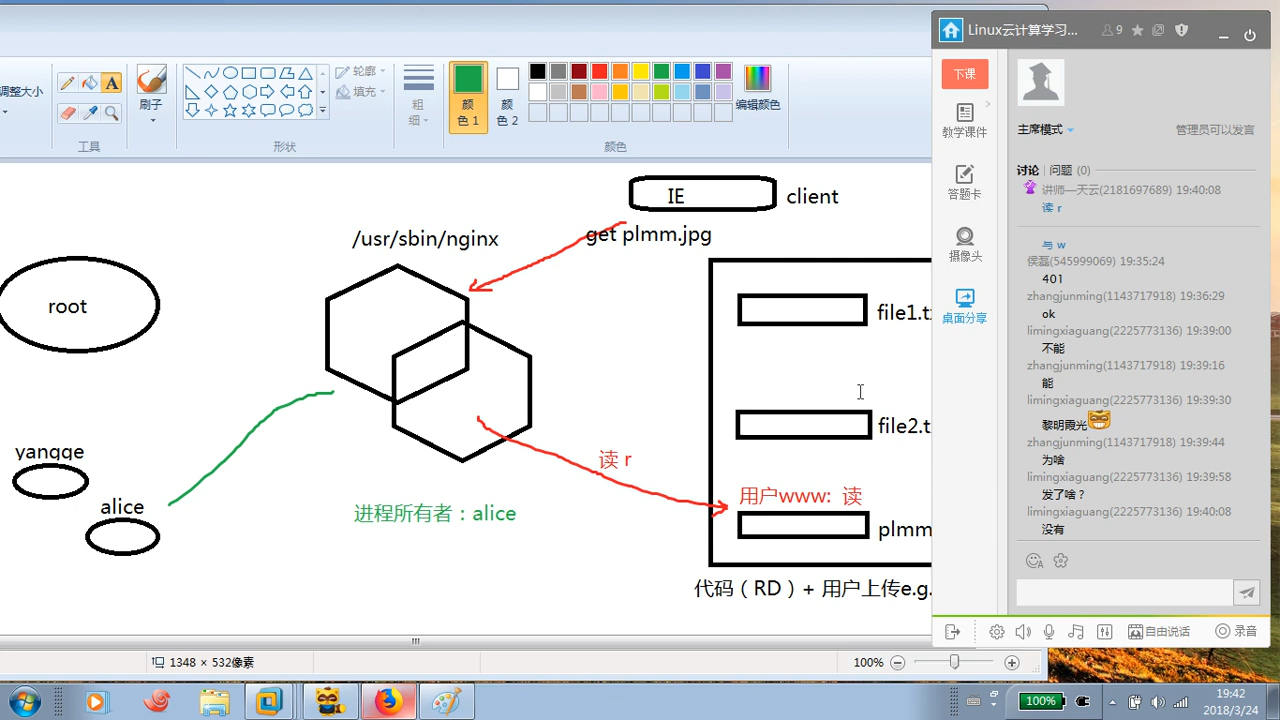 调整大小
A
刷子
工具
形状
轮廓
填充
粗
细
颜
色 1
颜
色 2
编辑颜色
颜色
IE
client
get plmm.jpg
/usr/sbin/nginx
root
file1.tx
file2.t
yangge
alice
读 r
用户www: 读
进程所有者：alice
plmm
代码（RD）+ 用户上传e.g.
1348 × 532像素
100%
Linux云计算学习...
9
下课
教学课件
答题卡
摄像头
桌面分享
主席模式
管理员可以发言
讨论 问题 (0)
讲师—天云(2181697689) 19:40:08
读 r
与 w
侯磊(545999069) 19:35:24
401
zhangjunming(1143717918) 19:36:29
ok
limingxiaguang(2225773136) 19:39:00
不能
zhangjunming(1143717918) 19:39:16
能
limingxiaguang(2225773136) 19:39:30
黎明霞光
zhangjunming(1143717918) 19:39:44
为啥
limingxiaguang(2225773136) 19:39:58
发了啥？
limingxiaguang(2225773136) 19:40:08
没有
自由说话
录音
100%
19:42
2018/3/24